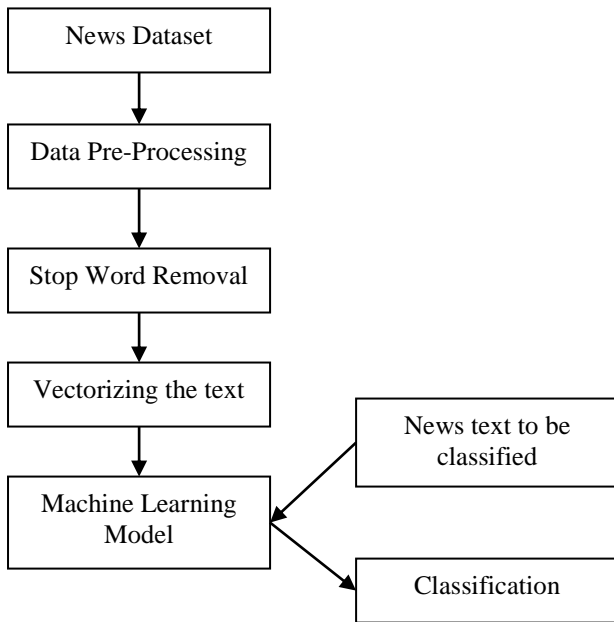 News Dataset
Data Pre-Processing
Stop Word Removal
Vectorizing the text
News text to be
classified
Machine Learning
Model
Classification